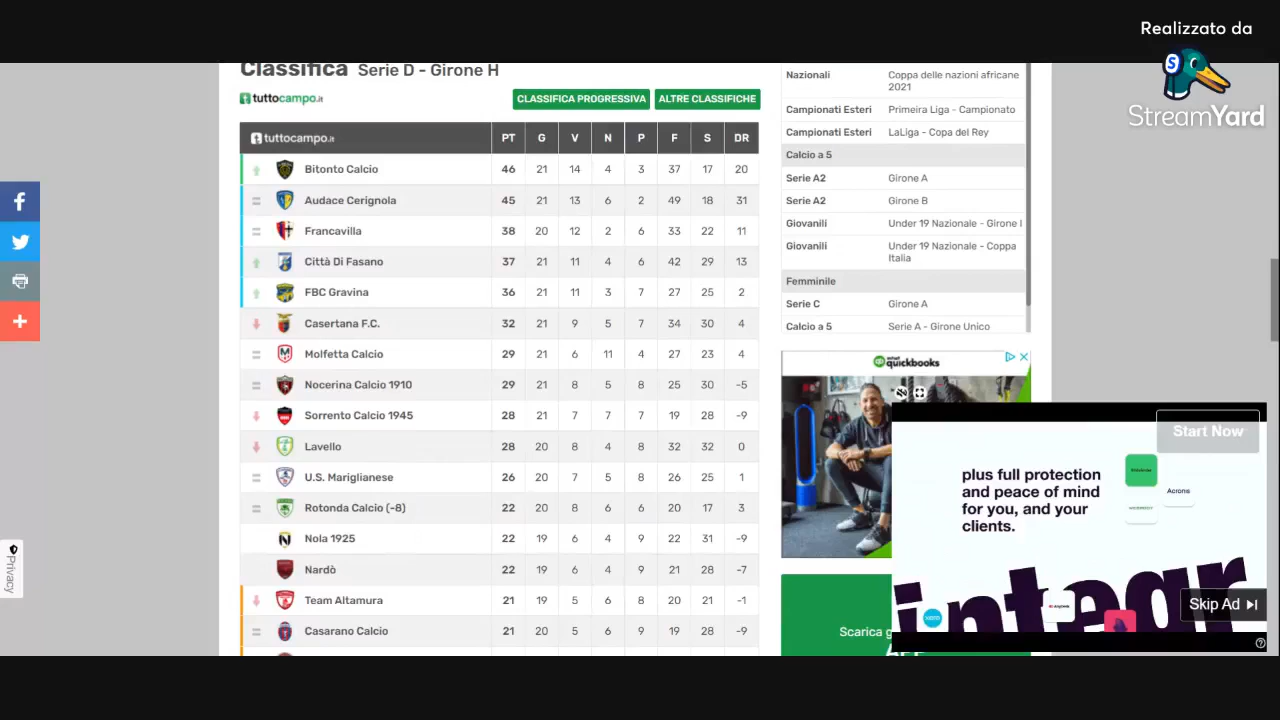 Realizzato da
StreamYard
Classifica Serie D - Girone H
tuttocampo.it
CLASSIFICA PROGRESSIVA
ALTRE CLASSIFICHE
tuttocampo.it PT G V N P F S DR
Bitonto Calcio 46 21 14 4 3 37 17 20
Audace Cerignola 45 21 13 6 2 49 18 31
Francavilla 38 20 12 2 6 33 22 11
Città Di Fasano 37 21 11 4 6 42 29 13
FBC Gravina 36 21 11 3 7 27 25 2
Casertana F.C. 32 21 9 5 7 34 30 4
Molfetta Calcio 29 21 6 11 4 27 23 4
Nocerina Calcio 1910 29 21 8 5 8 25 30 -5
Sorrento Calcio 1945 28 21 7 7 7 19 28 -9
Lavello 28 20 8 4 8 32 32 0
U.S. Mariglianese 26 20 7 5 8 26 25 1
Rotonda Calcio (-8) 22 20 8 6 6 20 17 3
Nola 1925 22 19 6 4 9 22 31 -9
Nardò 22 19 6 4 9 21 28 -7
Team Altamura 21 19 5 6 8 20 21 -1
Casarano Calcio 21 20 5 6 9 19 28 -9
Nazionali Coppa delle nazioni africane
2021
Campionati Esteri Primeira Liga - Campionato
Campionati Esteri LaLiga - Copa del Rey
Calcio a 5
Serie A2 Girone A
Serie A2 Girone B
Giovanili Under 19 Nazionale - Girone I
Giovanili Under 19 Nazionale - Coppa
Italia
Femminile
Serie C Girone A
Calcio a 5 Serie A - Girone Unico
quickbooks
Start Now
plus full protection
and peace of mind
for you, and your
clients.
Acronis
integr
Skip Ad
Scarica g
Privacy